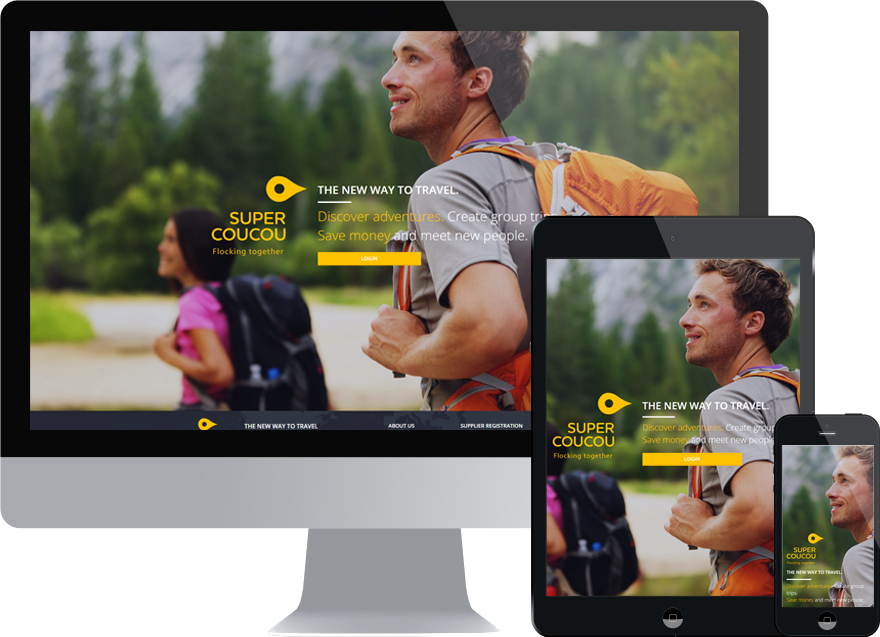 THE NEW WAY TO TRAVEL.
SUPER
COUCOU
Flocking together
Discover adventures. Create group trips
Save money and meet new people.
LOGIN
THE NEW WAY TO TRAVEL
ABOUT US
SUPPLIER REGISTRATION
THE NEW WAY TO TRAVEL.
SUPER
COUCOU
Flocking together
Discover adventures. Create group
Save money and meet new people
LOGIN
SUPER
COUCOU
Flocking together
THE NEW WAY TO TRAVEL.
Discover adventures. Create group
trips.
Save money and meet new people.